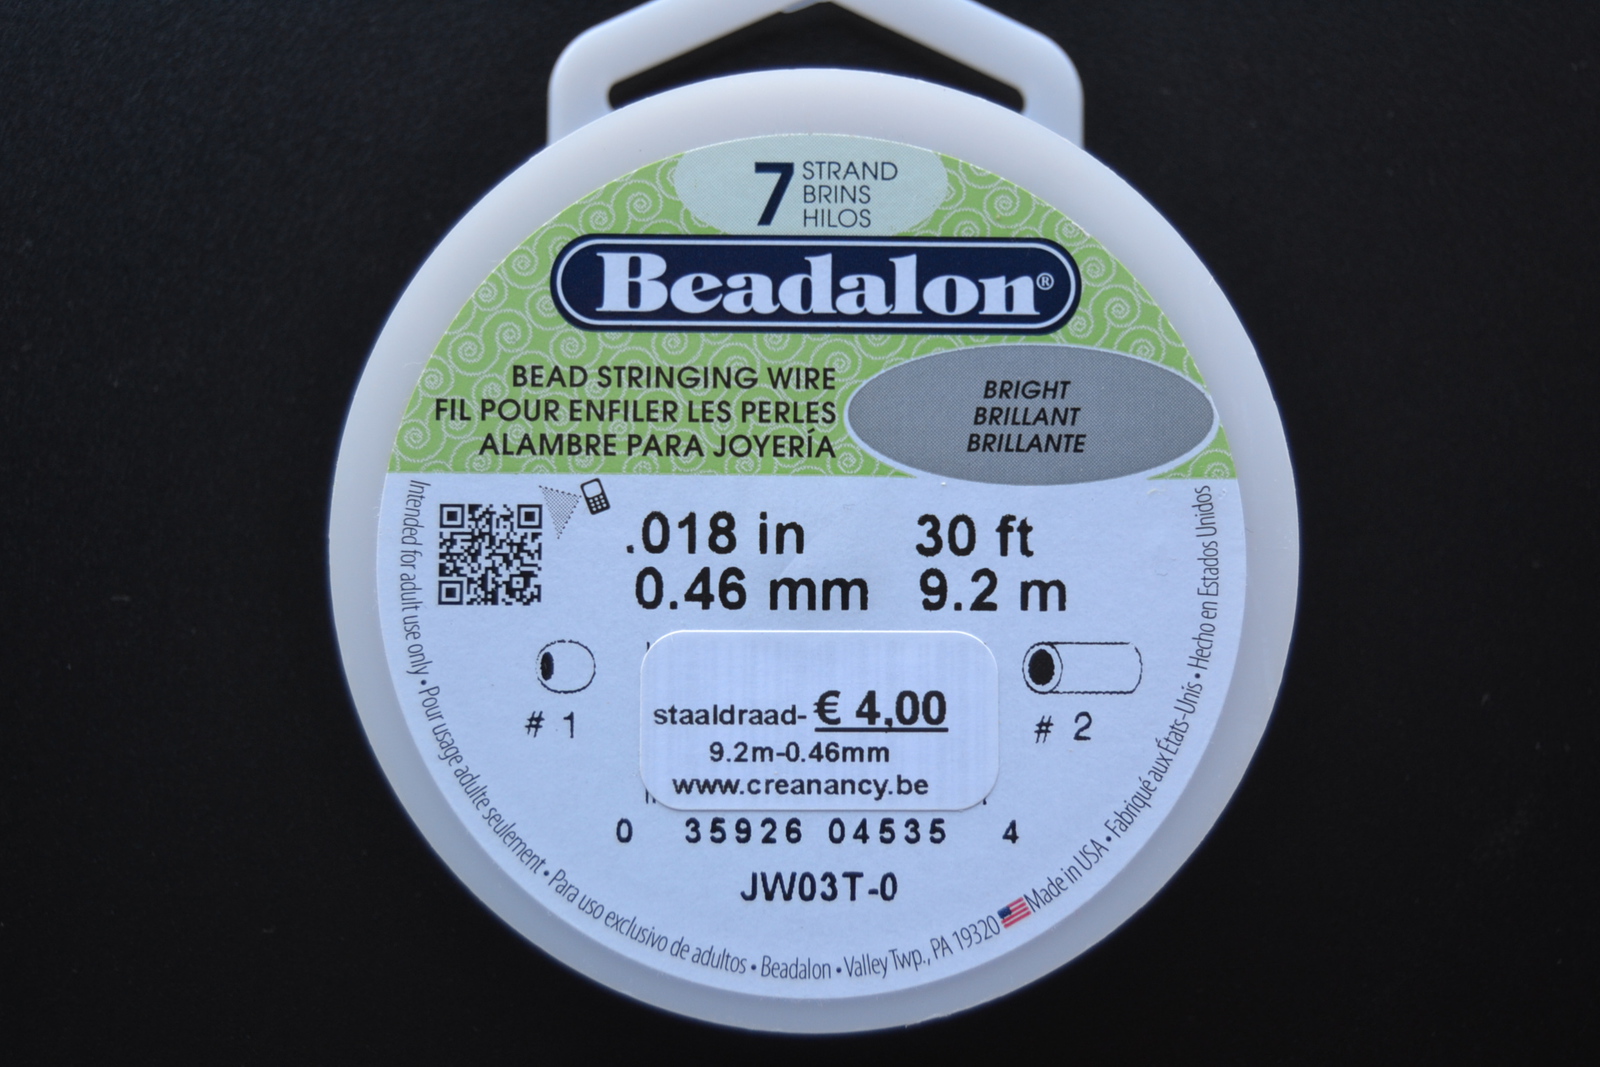 7 STRAND
BRINS
HILOS
Beadalon®
BEAD STRINGING WIRE
FIL POUR ENFILER LES PERLES
ALAMBRE PARA JOYERÍA
BRIGHT
BRILLANT
BRILLANTE
.018 in 30 ft
0.46 mm 9.2 m
# 1
# 2
staaldraad- € 4,00
9.2m-0.46mm
www.creanancy.be
0 35926 04535 4
JW03T-0
Intended for adult use only • Pour usage adulte seulement • Para uso exclusivo de adultos • Beadalon • Valley Twp., PA 19320 Made in USA • Fabriqué aux États-Unis • Hecho en Estados Unidos